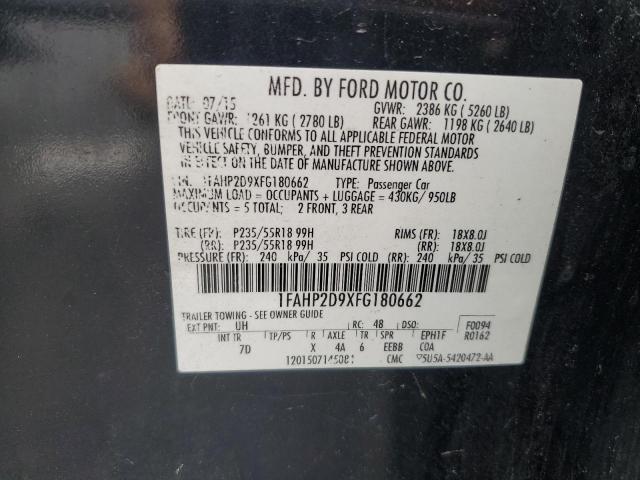 MFD. BY FORD MOTOR CO.
DATE: 07/15 GVWR: 2386 KG (5260 LB)
FRONT GAWR: 1261 KG (2780 LB) REAR GAWR: 1198 KG (2640 LB)
THIS VEHICLE CONFORMS TO ALL APPLICABLE FEDERAL MOTOR
VEHICLE SAFETY, BUMPER, AND THEFT PREVENTION STANDARDS
IN EFFECT ON THE DATE OF MANUFACTURE SHOWN ABOVE.
VIN: 1FAHP2D9XFG180662 TYPE: Passenger Car
MAXIMUM LOAD = OCCUPANTS + LUGGAGE = 430KG/950LB
OCCUPANTS = 5 TOTAL: 2 FRONT, 3 REAR
TIRE (FR): P235/55R18 99H RIMS (FR): 18X8.0J
(RR): P235/55R18 99H (RR): 18X8.0J
PRESSURE (FR): 240 kPa/ 35 PSI COLD (RR): 240 kPa/ 35 PSI COLD
1FAHP2D9XFG180662
TRAILER TOWING - SEE OWNER GUIDE
EXT PNT: UH RC: 48 DSO: F0094
INT TR TP/PS R AXLE TR SPR EPH1F R0162
7D X 4A 6 EEBB COA
CMC